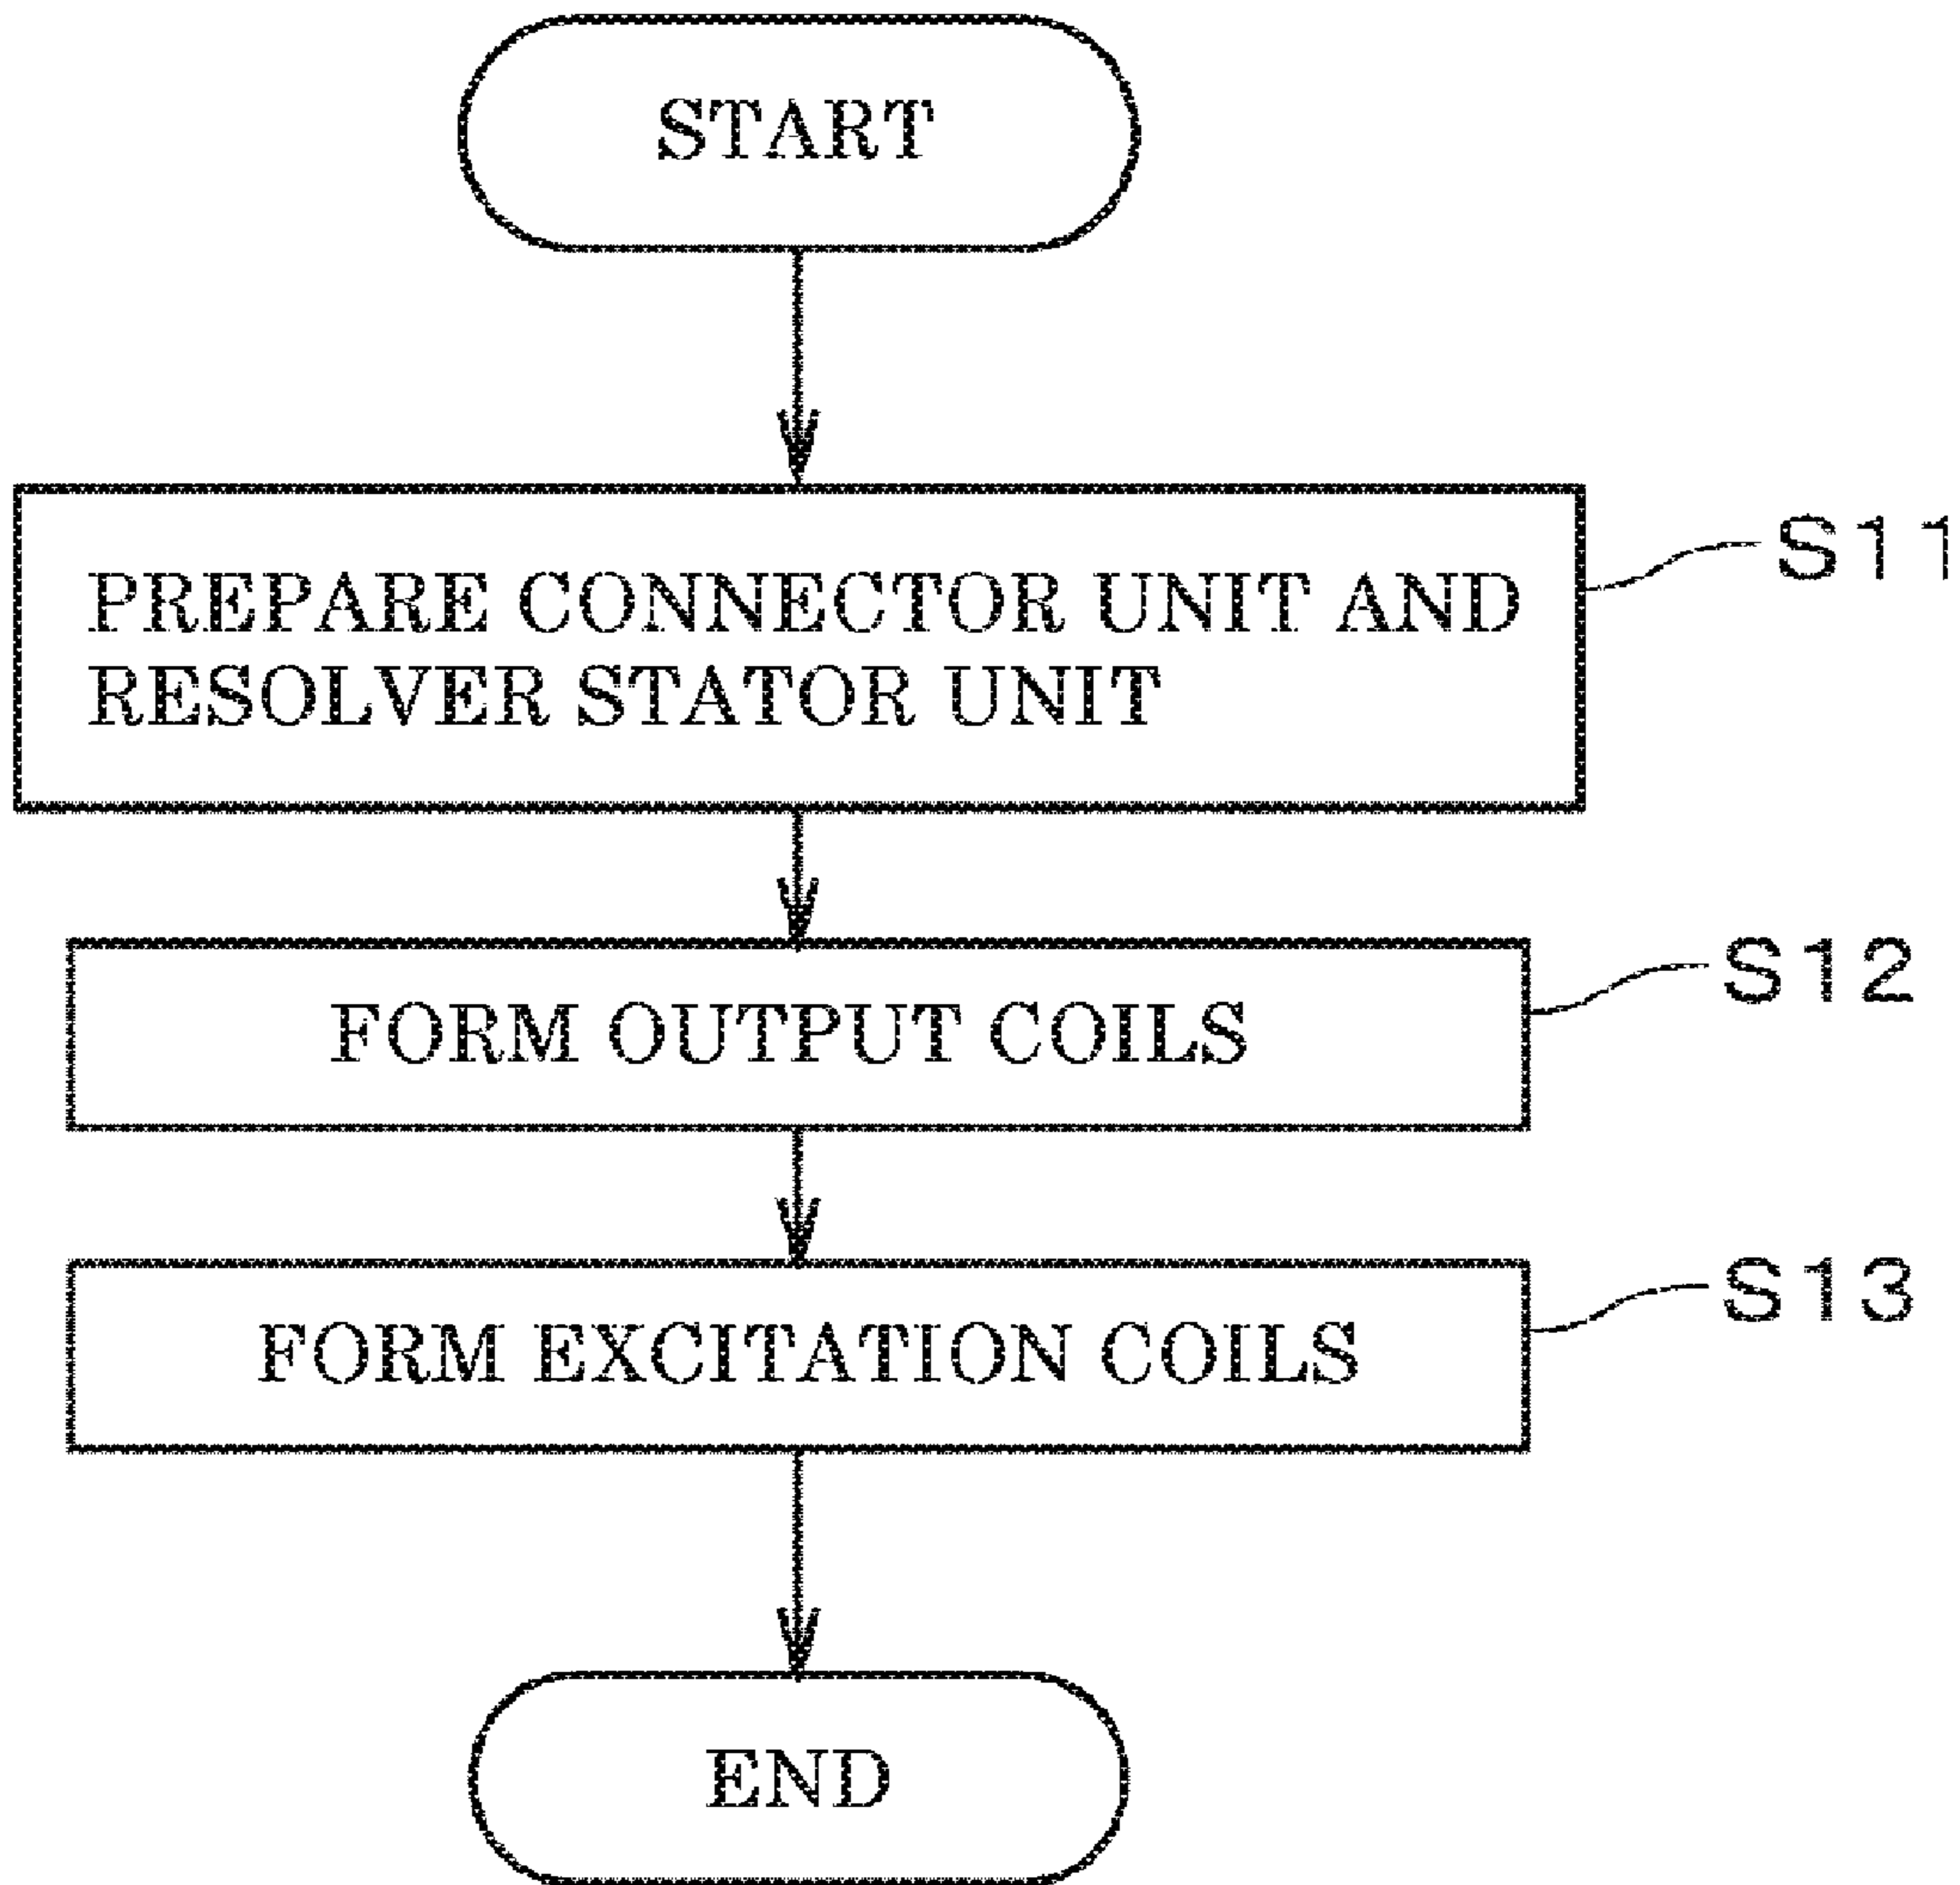 START
PREPARE CONNECTOR UNIT AND
RESOLVER STATOR UNIT
S11
FORM OUTPUT COILS
S12
FORM EXCITATION COILS
S13
END